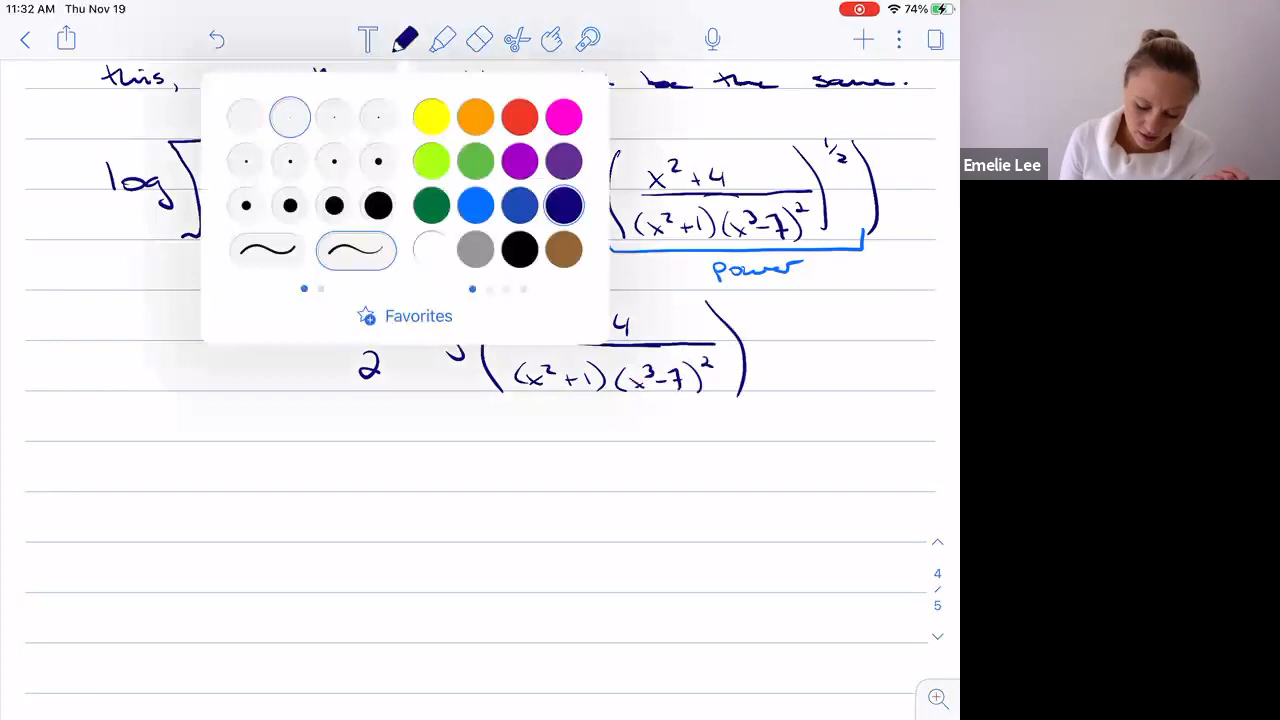 11:32 AM Thu Nov 19 74%
T
this, be the same.
log
x² + 4
(x²+1)(x³-7)²
1/2
power
Emelie Lee
Favorites
4
2 (x²+1)(x³-7)²
4
/
5